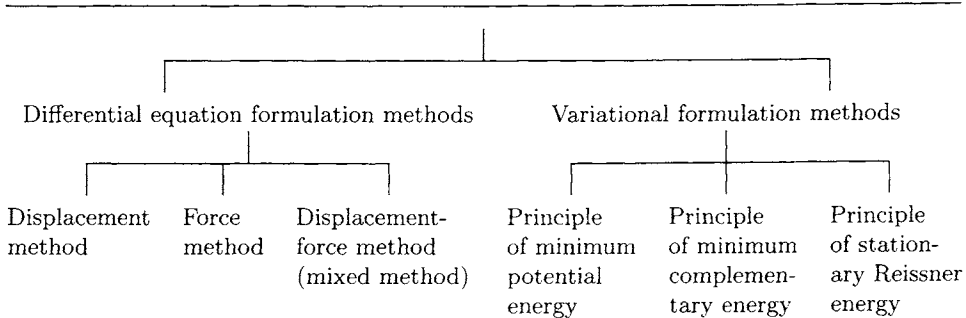 Differential equation formulation methods
Variational formulation methods
Displacement
method
Force
method
Displacement-
force method
(mixed method)
Principle
of minimum
potential
energy
Principle
of minimum
complemen-
tary energy
Principle
of station-
ary Reissner
energy